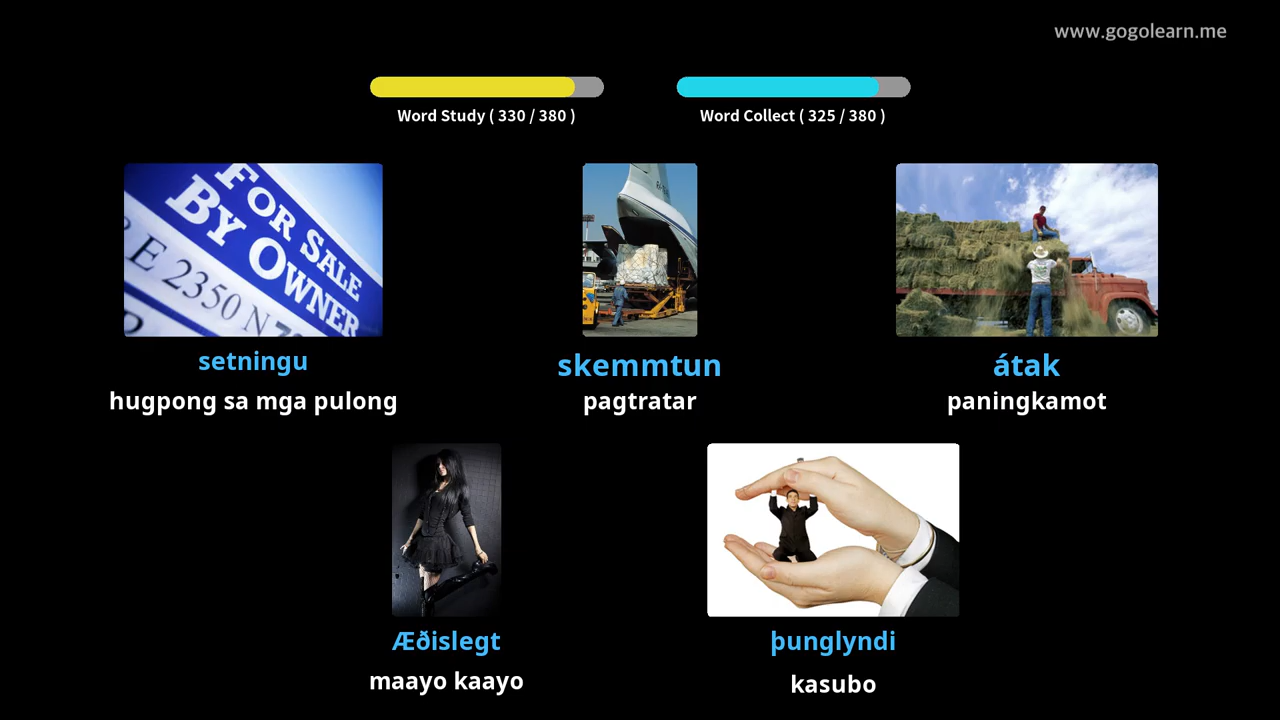 www.gogolearn.me
Word Study ( 330 / 380 )
Word Collect ( 325 / 380 )
FOR SALE
BY OWNER
E 2350 N
setningu
hugpong sa mga pulong
skemmtun
pagtratar
átak
paningkamot
Æðislegt
maayo kaayo
þunglyndi
kasubo